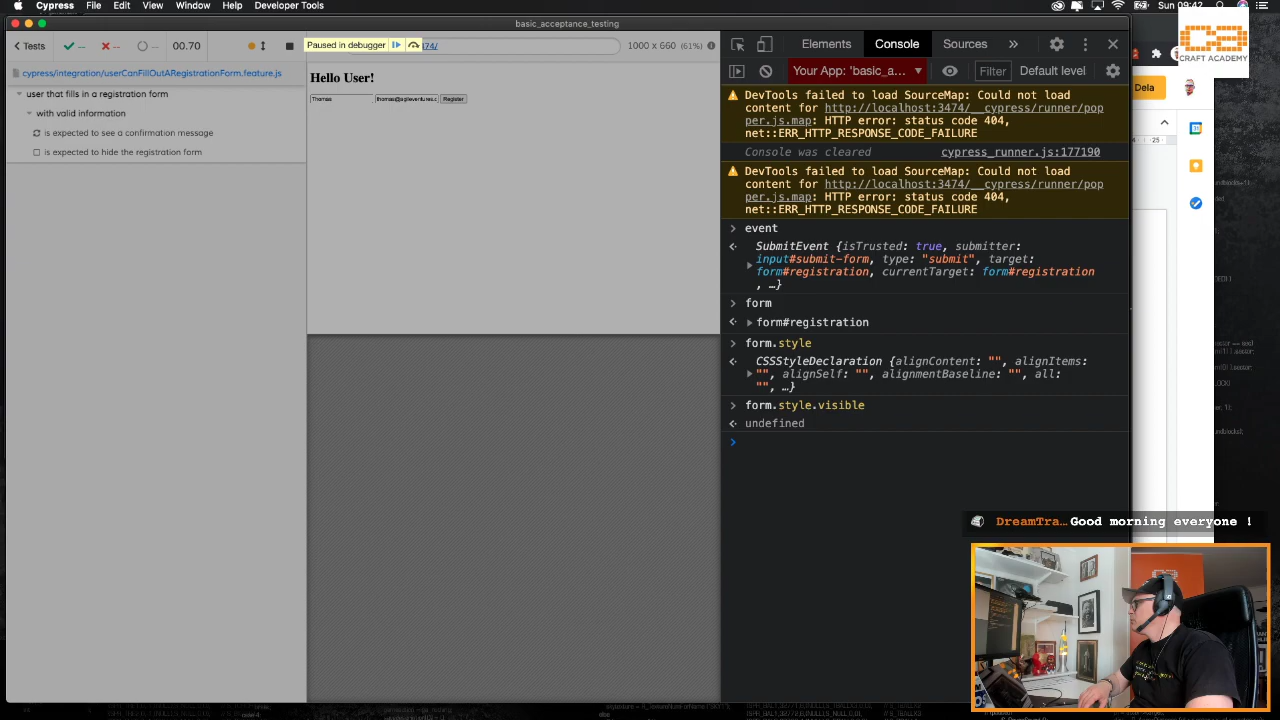 Cypress File Edit View Window Help Developer Tools
Sun 09:42
basic_acceptance_testing
Tests -- -- -- 00.70
Paused in debugger
474/
1000 x 660 (61%)
cypress/integration/userCanFillOutARegistrationForm.feature.js
user that fills in a registration form
with valid information
is expected to see a confirmation message
is expected to hide the registration form
Hello User!
Thomas thomas@agileventures.c Register
Elements Console Sources »
Your App: 'basic_a… Filter Default level
DevTools failed to load SourceMap: Could not load
content for http://localhost:3474/__cypress/runner/pop
per.js.map: HTTP error: status code 404,
net::ERR_HTTP_RESPONSE_CODE_FAILURE
Console was cleared cypress_runner.js:177190
DevTools failed to load SourceMap: Could not load
content for http://localhost:3474/__cypress/runner/pop
per.js.map: HTTP error: status code 404,
net::ERR_HTTP_RESPONSE_CODE_FAILURE
event
SubmitEvent {isTrusted: true, submitter:
input#submit-form, type: "submit", target:
form#registration, currentTarget: form#registration
, …}
form
form#registration
form.style
CSSStyleDeclaration {alignContent: "", alignItems:
"", alignSelf: "", alignmentBaseline: "", all:
"", …}
form.style.visible
undefined
CRAFT ACADEMY
Dela
DreamTra… Good morning everyone !